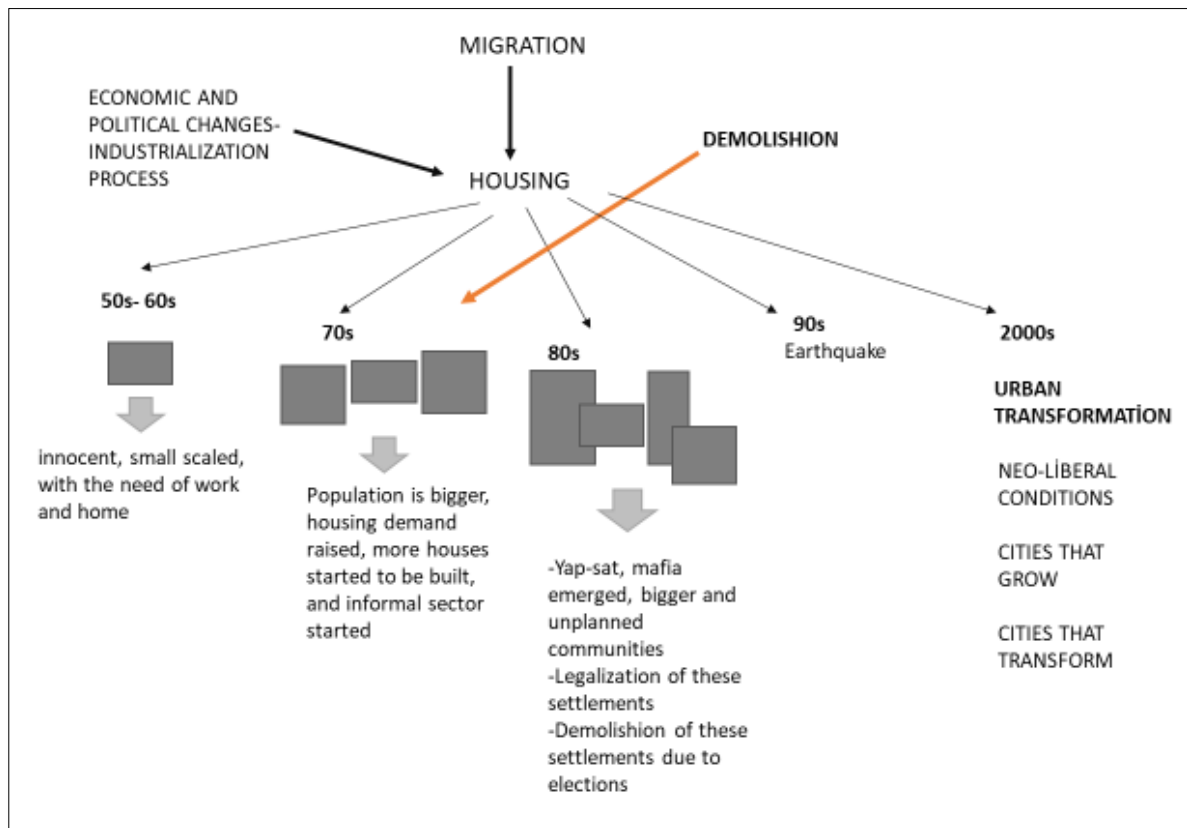 MIGRATION
ECONOMIC AND
POLITICAL CHANGES-
INDUSTRIALIZATION
PROCESS
DEMOLISHION
HOUSING
50s- 60s
innocent, small scaled,
with the need of work
and home
70s
Population is bigger,
housing demand
raised, more houses
started to be built,
and informal sector
started
80s
-Yap-sat, mafia
emerged, bigger and
unplanned
communities
-Legalization of these
settlements
-Demolishion of these
settlements due to
elections
90s
Earthquake
2000s
URBAN
TRANSFORMATİON
NEO-LİBERAL
CONDITIONS
CITIES THAT
GROW
CITIES THAT
TRANSFORM